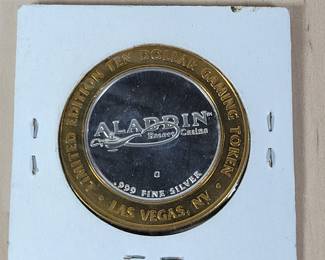 LIMITED EDITION TEN DOLLAR GAMING TOKEN
ALADDIN
Resort Casino
G
.999 FINE SILVER
LAS VEGAS, NV